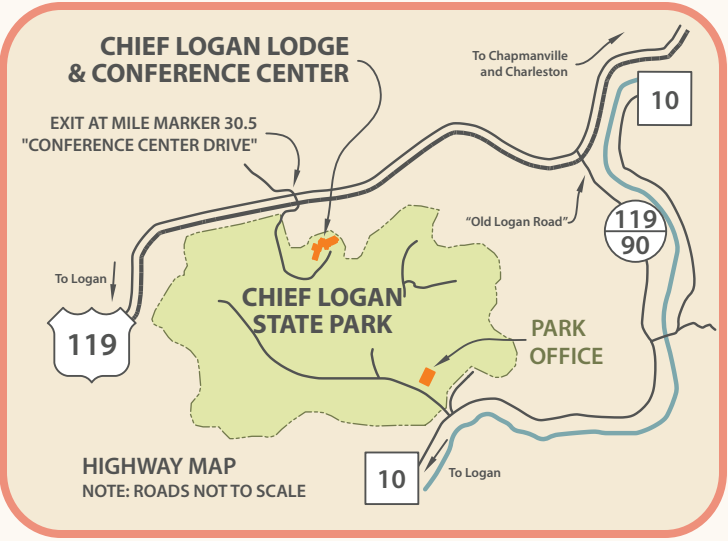 CHIEF LOGAN LODGE
& CONFERENCE CENTER
To Chapmanville
and Charleston
10
EXIT AT MILE MARKER 30.5
"CONFERENCE CENTER DRIVE"
“Old Logan Road”
119
90
To Logan
119
CHIEF LOGAN
STATE PARK
PARK
OFFICE
HIGHWAY MAP
NOTE: ROADS NOT TO SCALE
10
To Logan